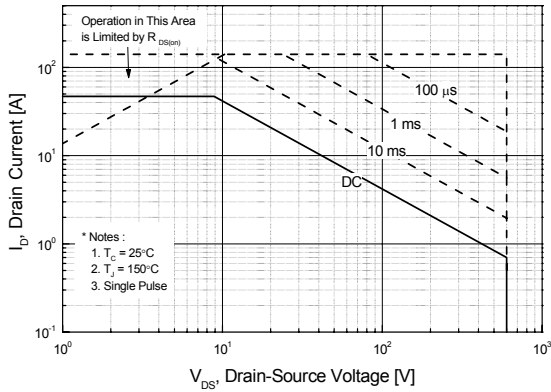 Operation in This Area
is Limited by R DS(on)
10²
10¹
10⁰
10⁻¹
I_D, Drain Current [A]
100 μs
1 ms
10 ms
DC
* Notes :
1. T_C = 25°C
2. T_J = 150°C
3. Single Pulse
10⁰
10¹
10²
10³
V_DS, Drain-Source Voltage [V]